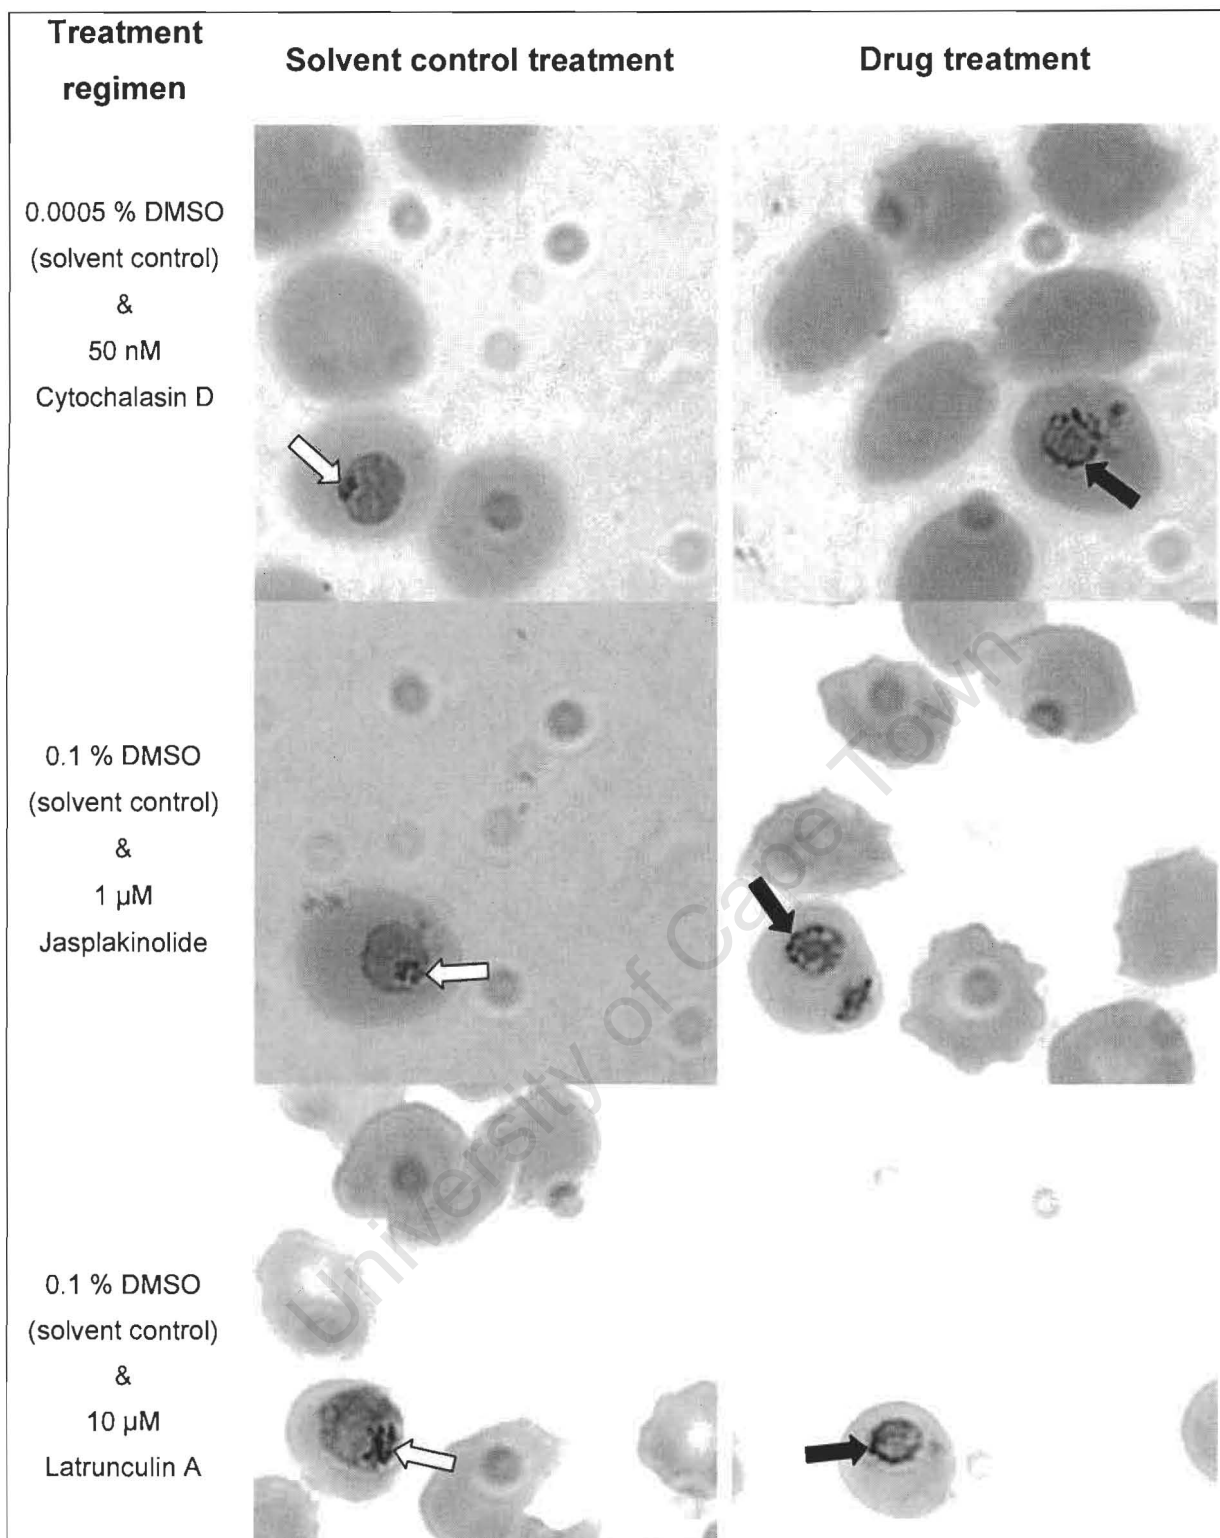 Treatment
regimen
Solvent control treatment
Drug treatment
0.0005 % DMSO
(solvent control)
&
50 nM
Cytochalasin D
0.1 % DMSO
(solvent control)
&
1 µM
Jasplakinolide
0.1 % DMSO
(solvent control)
&
10 µM
Latrunculin A
University of Cape Town